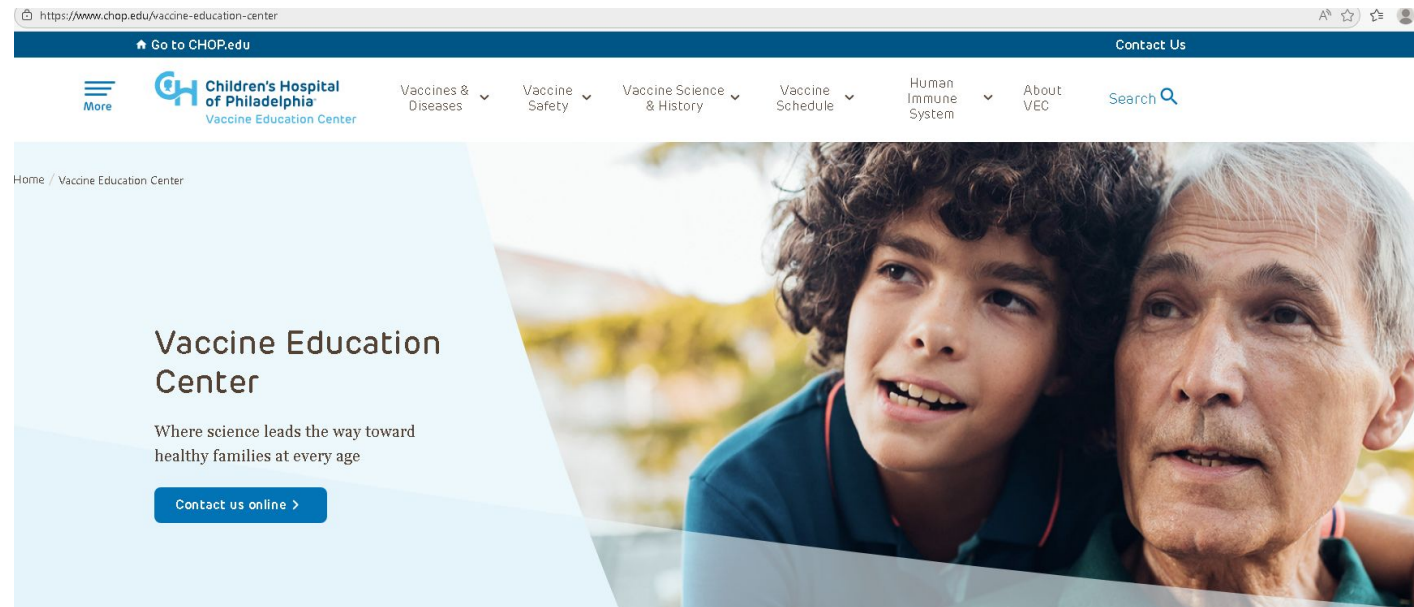 https://www.chop.edu/vaccine-education-center
Go to CHOP.edu
Contact Us
More
Children's Hospital
of Philadelphia
Vaccine Education Center
Vaccines &
Diseases
Vaccine
Safety
Vaccine Science
& History
Vaccine
Schedule
Human
Immune
System
About
VEC
Search
Home / Vaccine Education Center
Vaccine Education
Center
Where science leads the way toward
healthy families at every age
Contact us online >